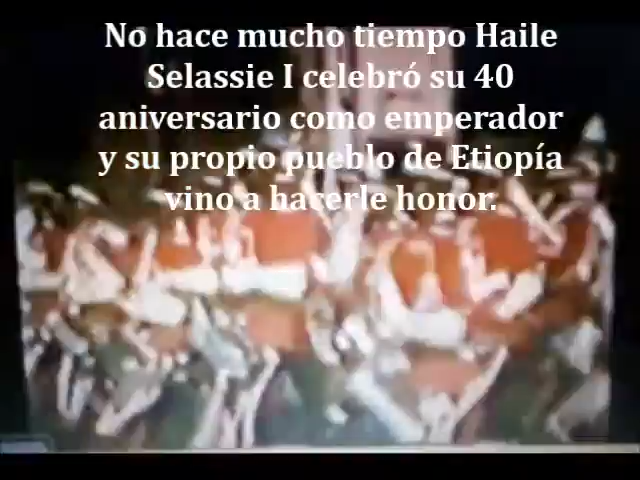 No hace mucho tiempo Haile
Selassie I celebró su 40
aniversario como emperador
y su propio pueblo de Etiopía
vino a hacerle honor.